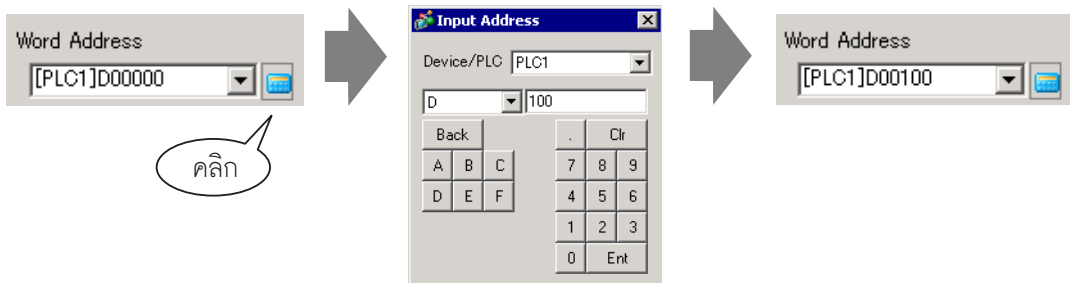 Word Address
[PLC1]D00000
คลิก
Input Address
Device/PLC PLC1
D 100
Back . Clr
A B C 7 8 9
D E F 4 5 6
1 2 3
0 Ent
Word Address
[PLC1]D00100